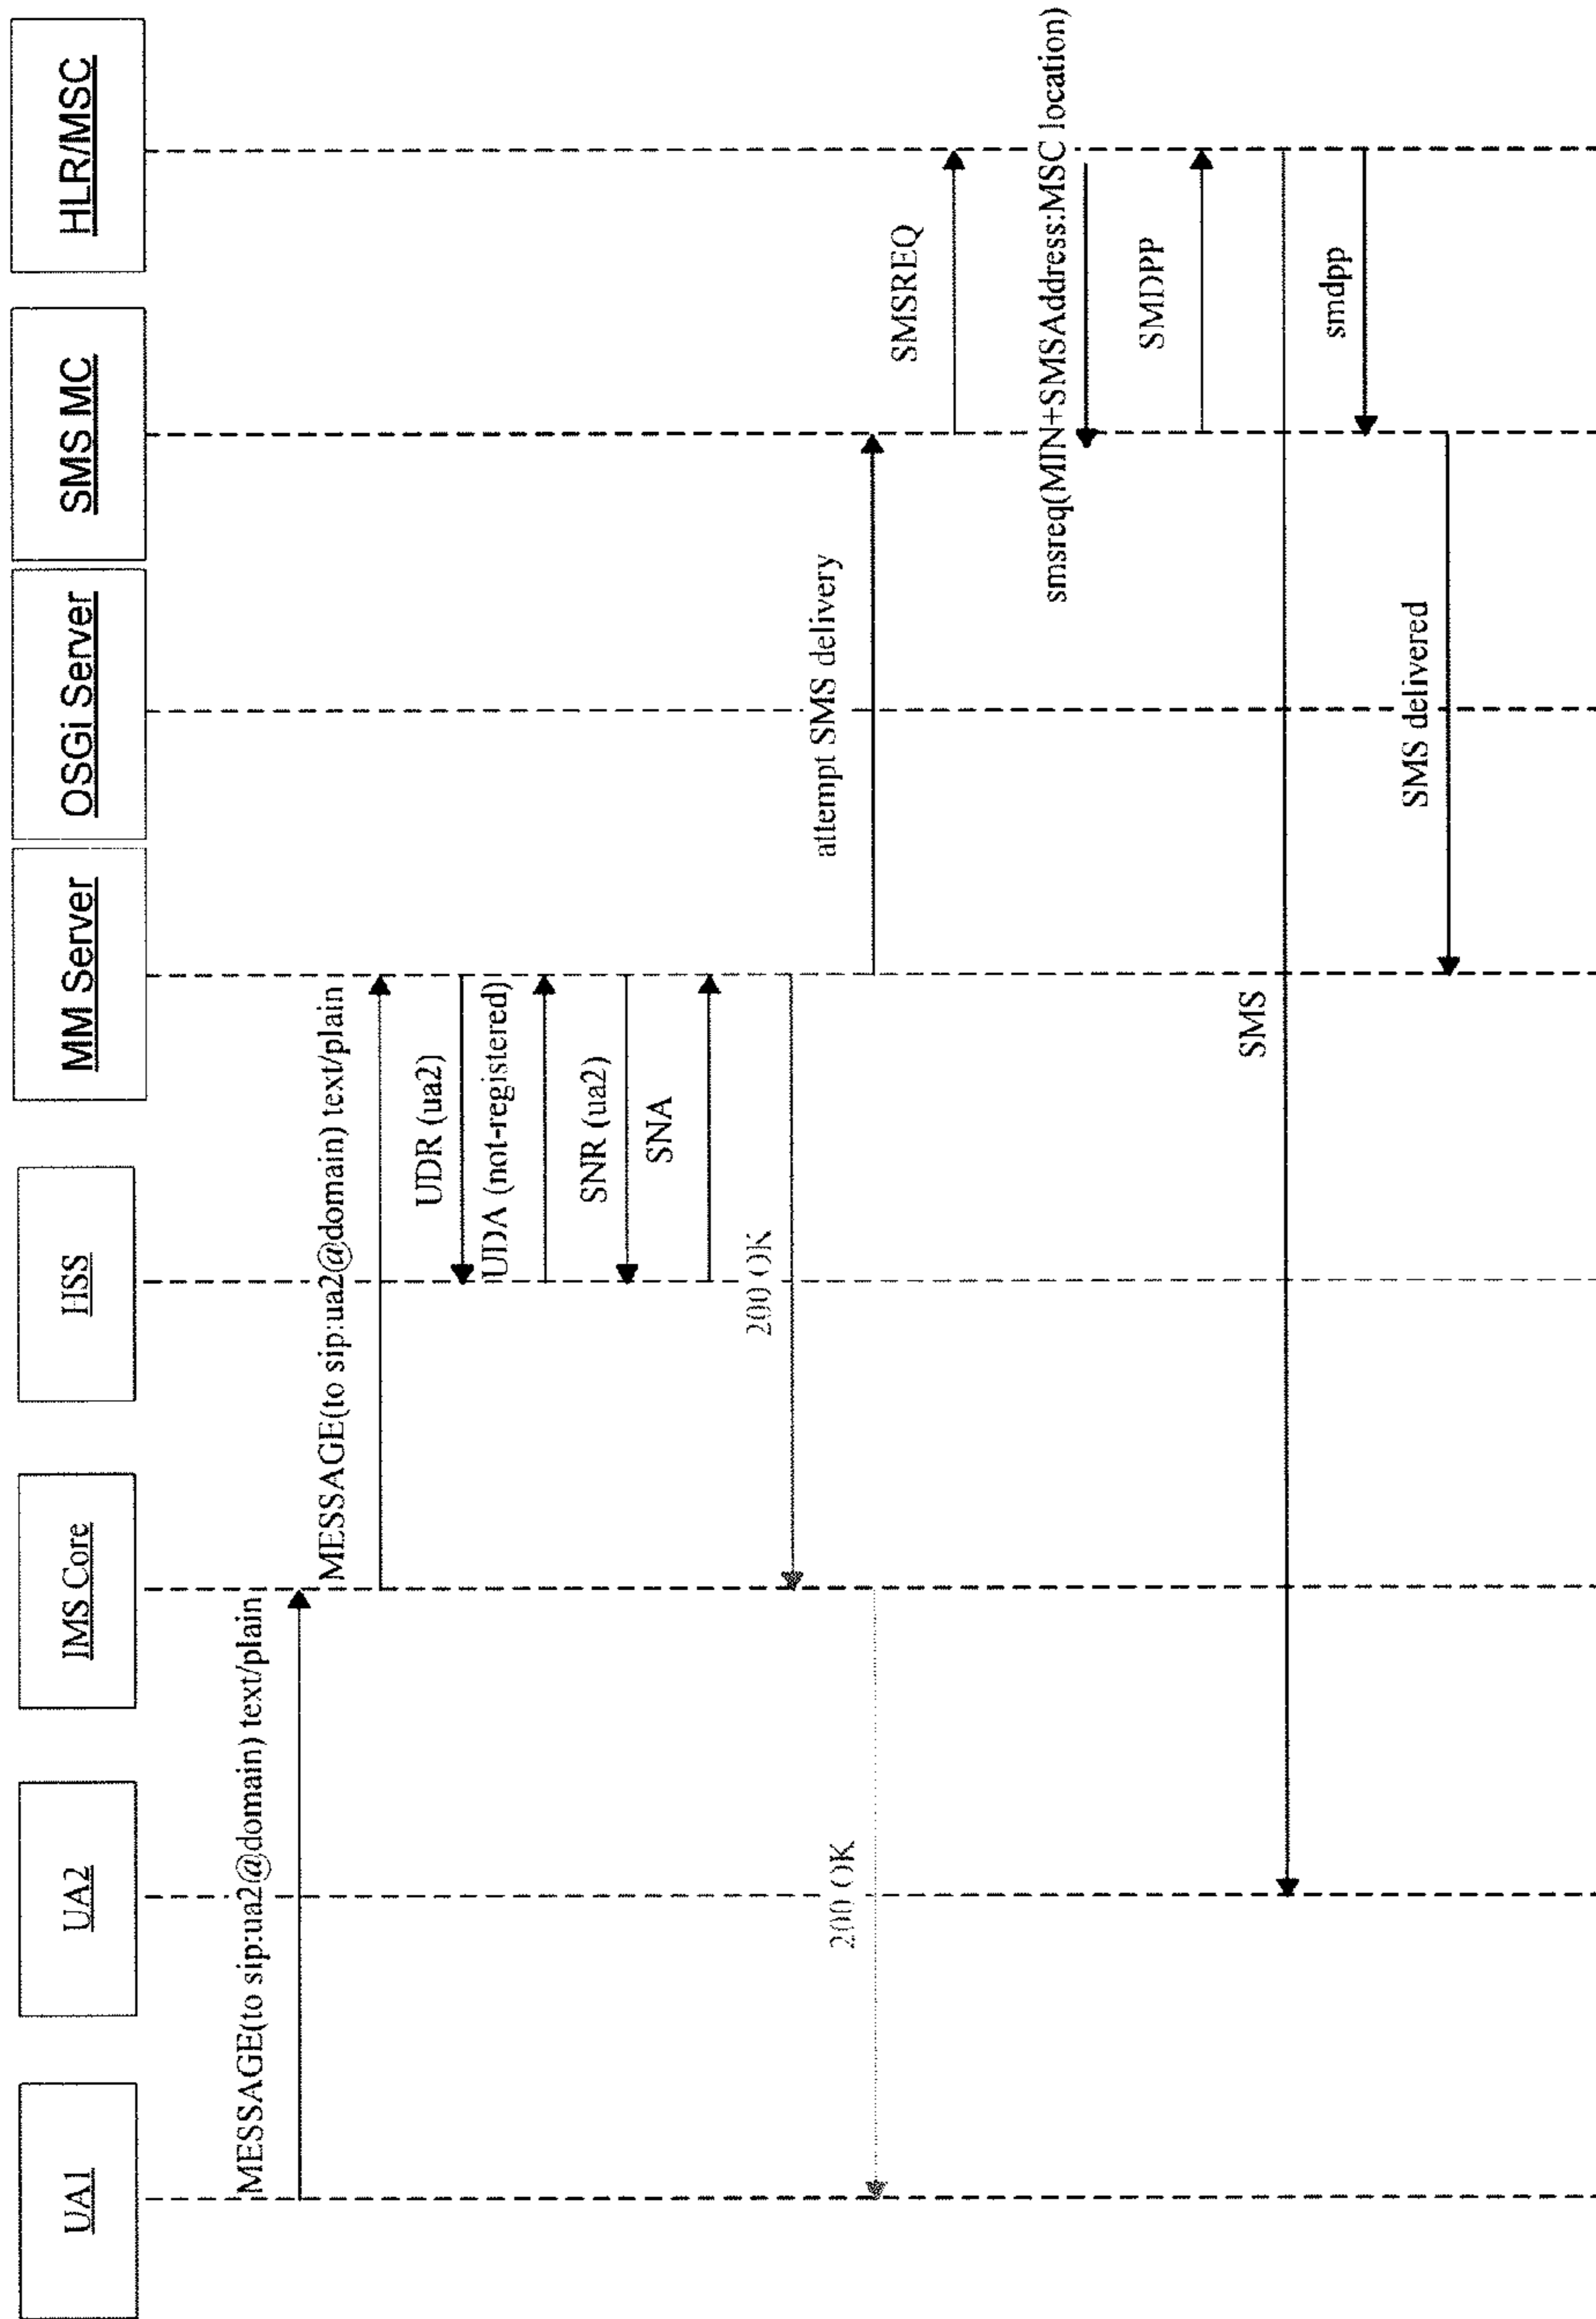 UA1
UA2
IMS Core
HSS
MM Server
OSGi Server
SMS MC
HLR/MSC
MESSAGE(to sip:ua2@domain) text/plain
MESSAGE(to sip:ua2@domain) text/plain
UDR (ua2)
UDA (not-registered)
SNR (ua2)
SNA
200 OK
200 OK
attempt SMS delivery
SMSREQ
smsreq(MIN+SMSAddress:MSC location)
SMDPP
SMS
smdpp
SMS delivered